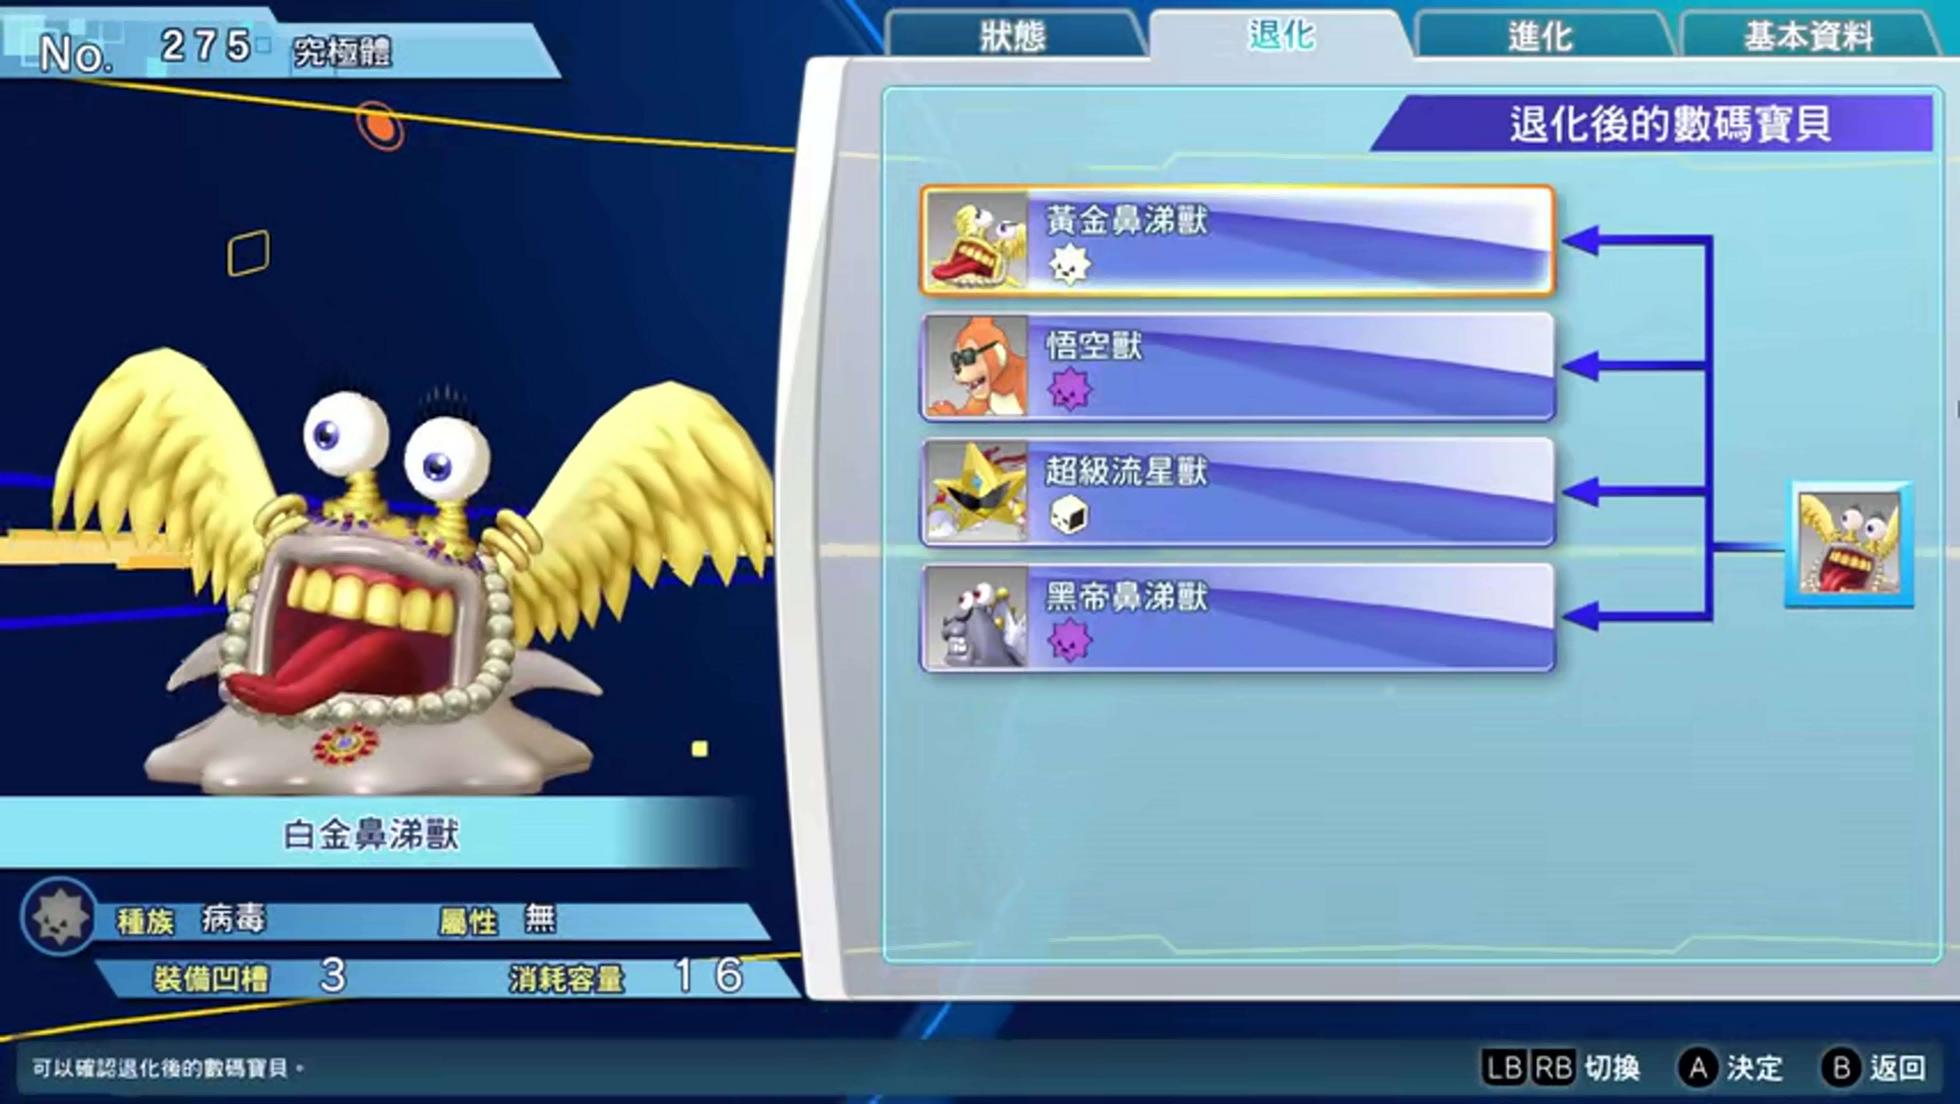 No. 275 究極體
狀態
退化
進化
基本資料
退化後的數碼寶貝
黃金鼻涕獸
悟空獸
超級流星獸
黑帝鼻涕獸
白金鼻涕獸
種族 病毒 屬性 無
裝備凹槽 3 消耗容量 16
可以確認退化後的數碼寶貝。
LB RB 切換 A 決定 B 返回